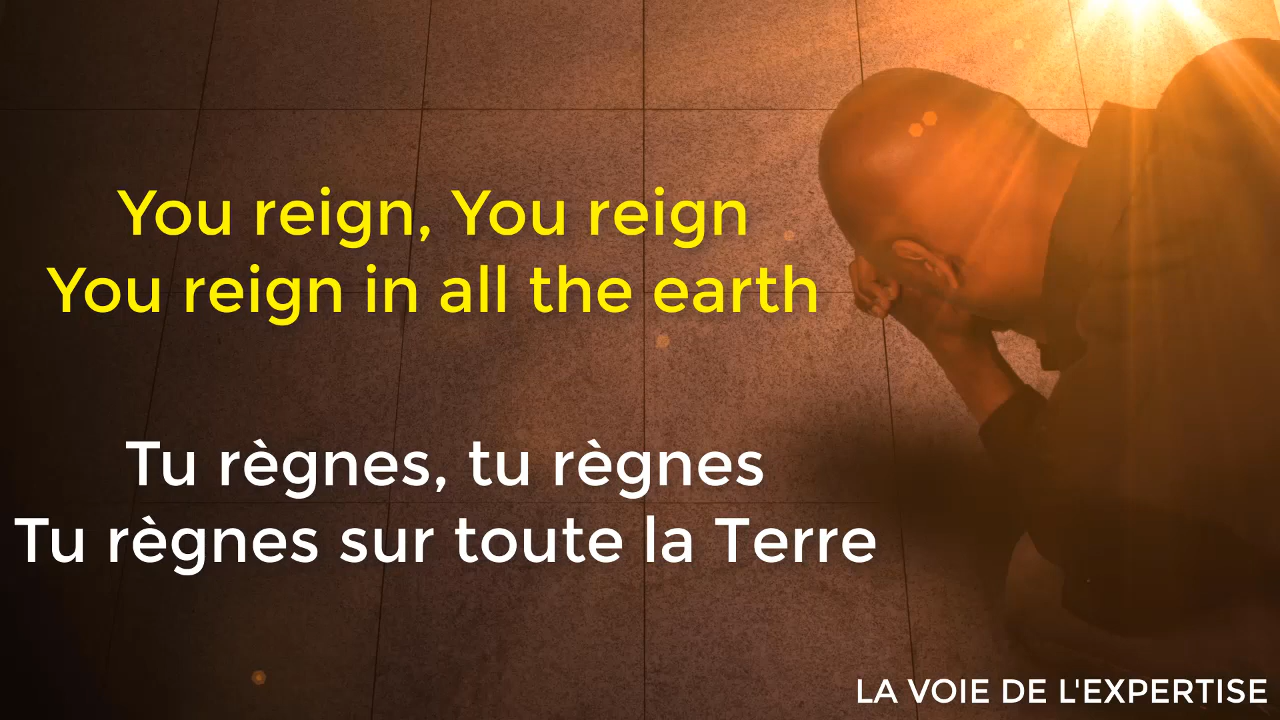 You reign, You reign
You reign in all the earth
Tu règnes, tu règnes
Tu règnes sur toute la Terre
LA VOIE DE L'EXPERTISE